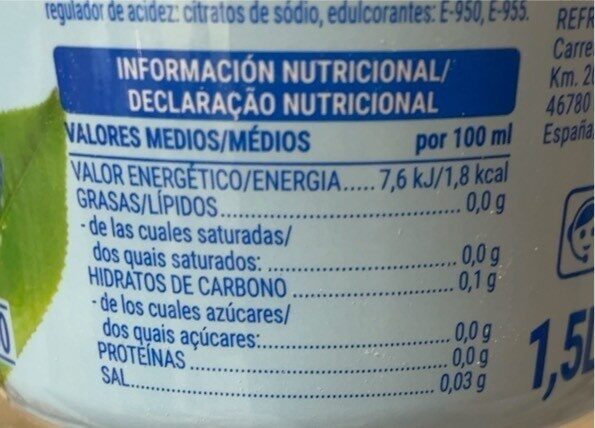 regulador de acidez: citratos de sódio, edulcorantes: E-950, E-955.
INFORMACIÓN NUTRICIONAL/
DECLARAÇÃO NUTRICIONAL
VALORES MEDIOS/MÉDIOS por 100 ml
VALOR ENERGÉTICO/ENERGIA..... 7,6 kJ/1,8 kcal
GRASAS/LÍPIDOS.............................. 0,0 g
- de las cuales saturadas/
dos quais saturados: ...................... 0,0 g
HIDRATOS DE CARBONO .................. 0,1 g
- de los cuales azúcares/
dos quais açúcares:........................ 0,0 g
PROTEÍNAS .................................. 0,0 g
SAL............................................ 0,03 g
REFR
Carre
Km. 2
46780
España
1,5L